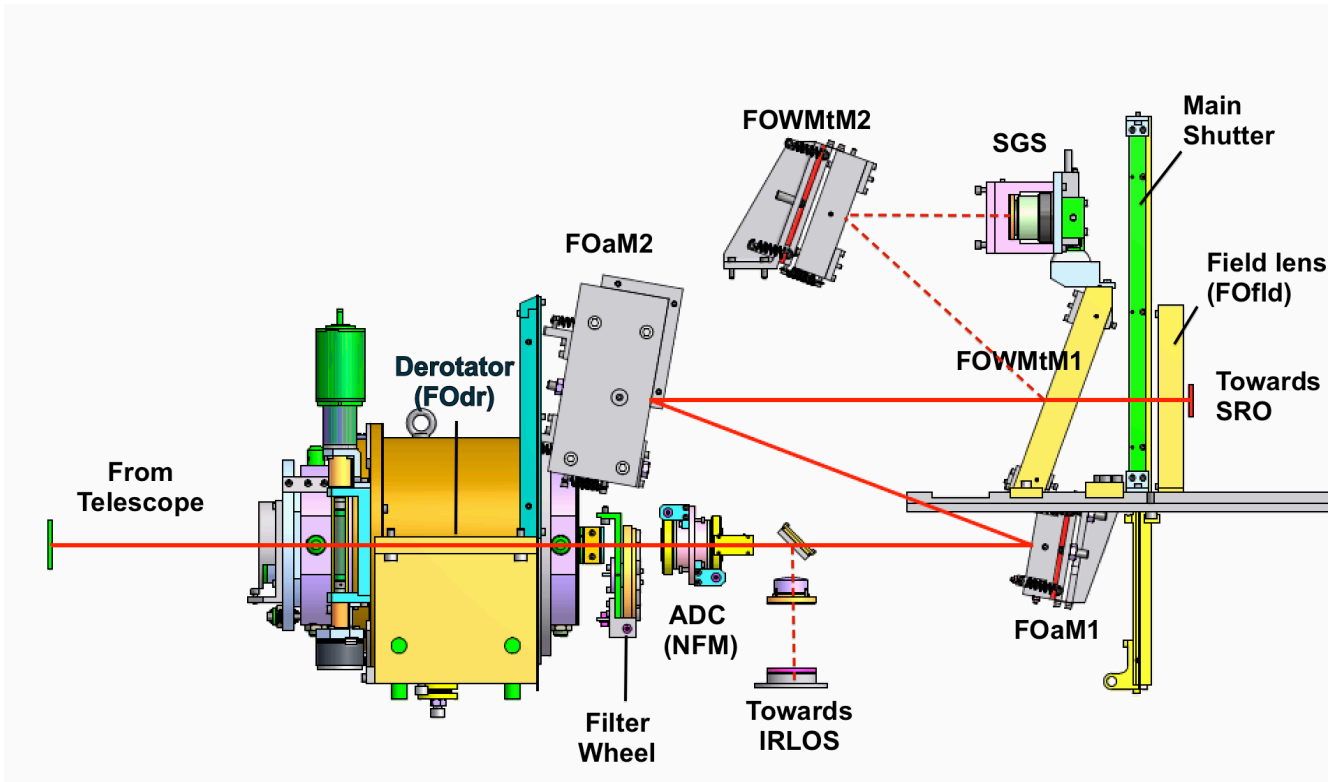 Main
Shutter
FOWMtM2
SGS
FOaM2
Field lens
(FOfld)
Derotator
(FOdr)
FOWMtM1
Towards
SRO
From
Telescope
ADC
(NFM)
FOaM1
Filter
Wheel
Towards
IRLOS